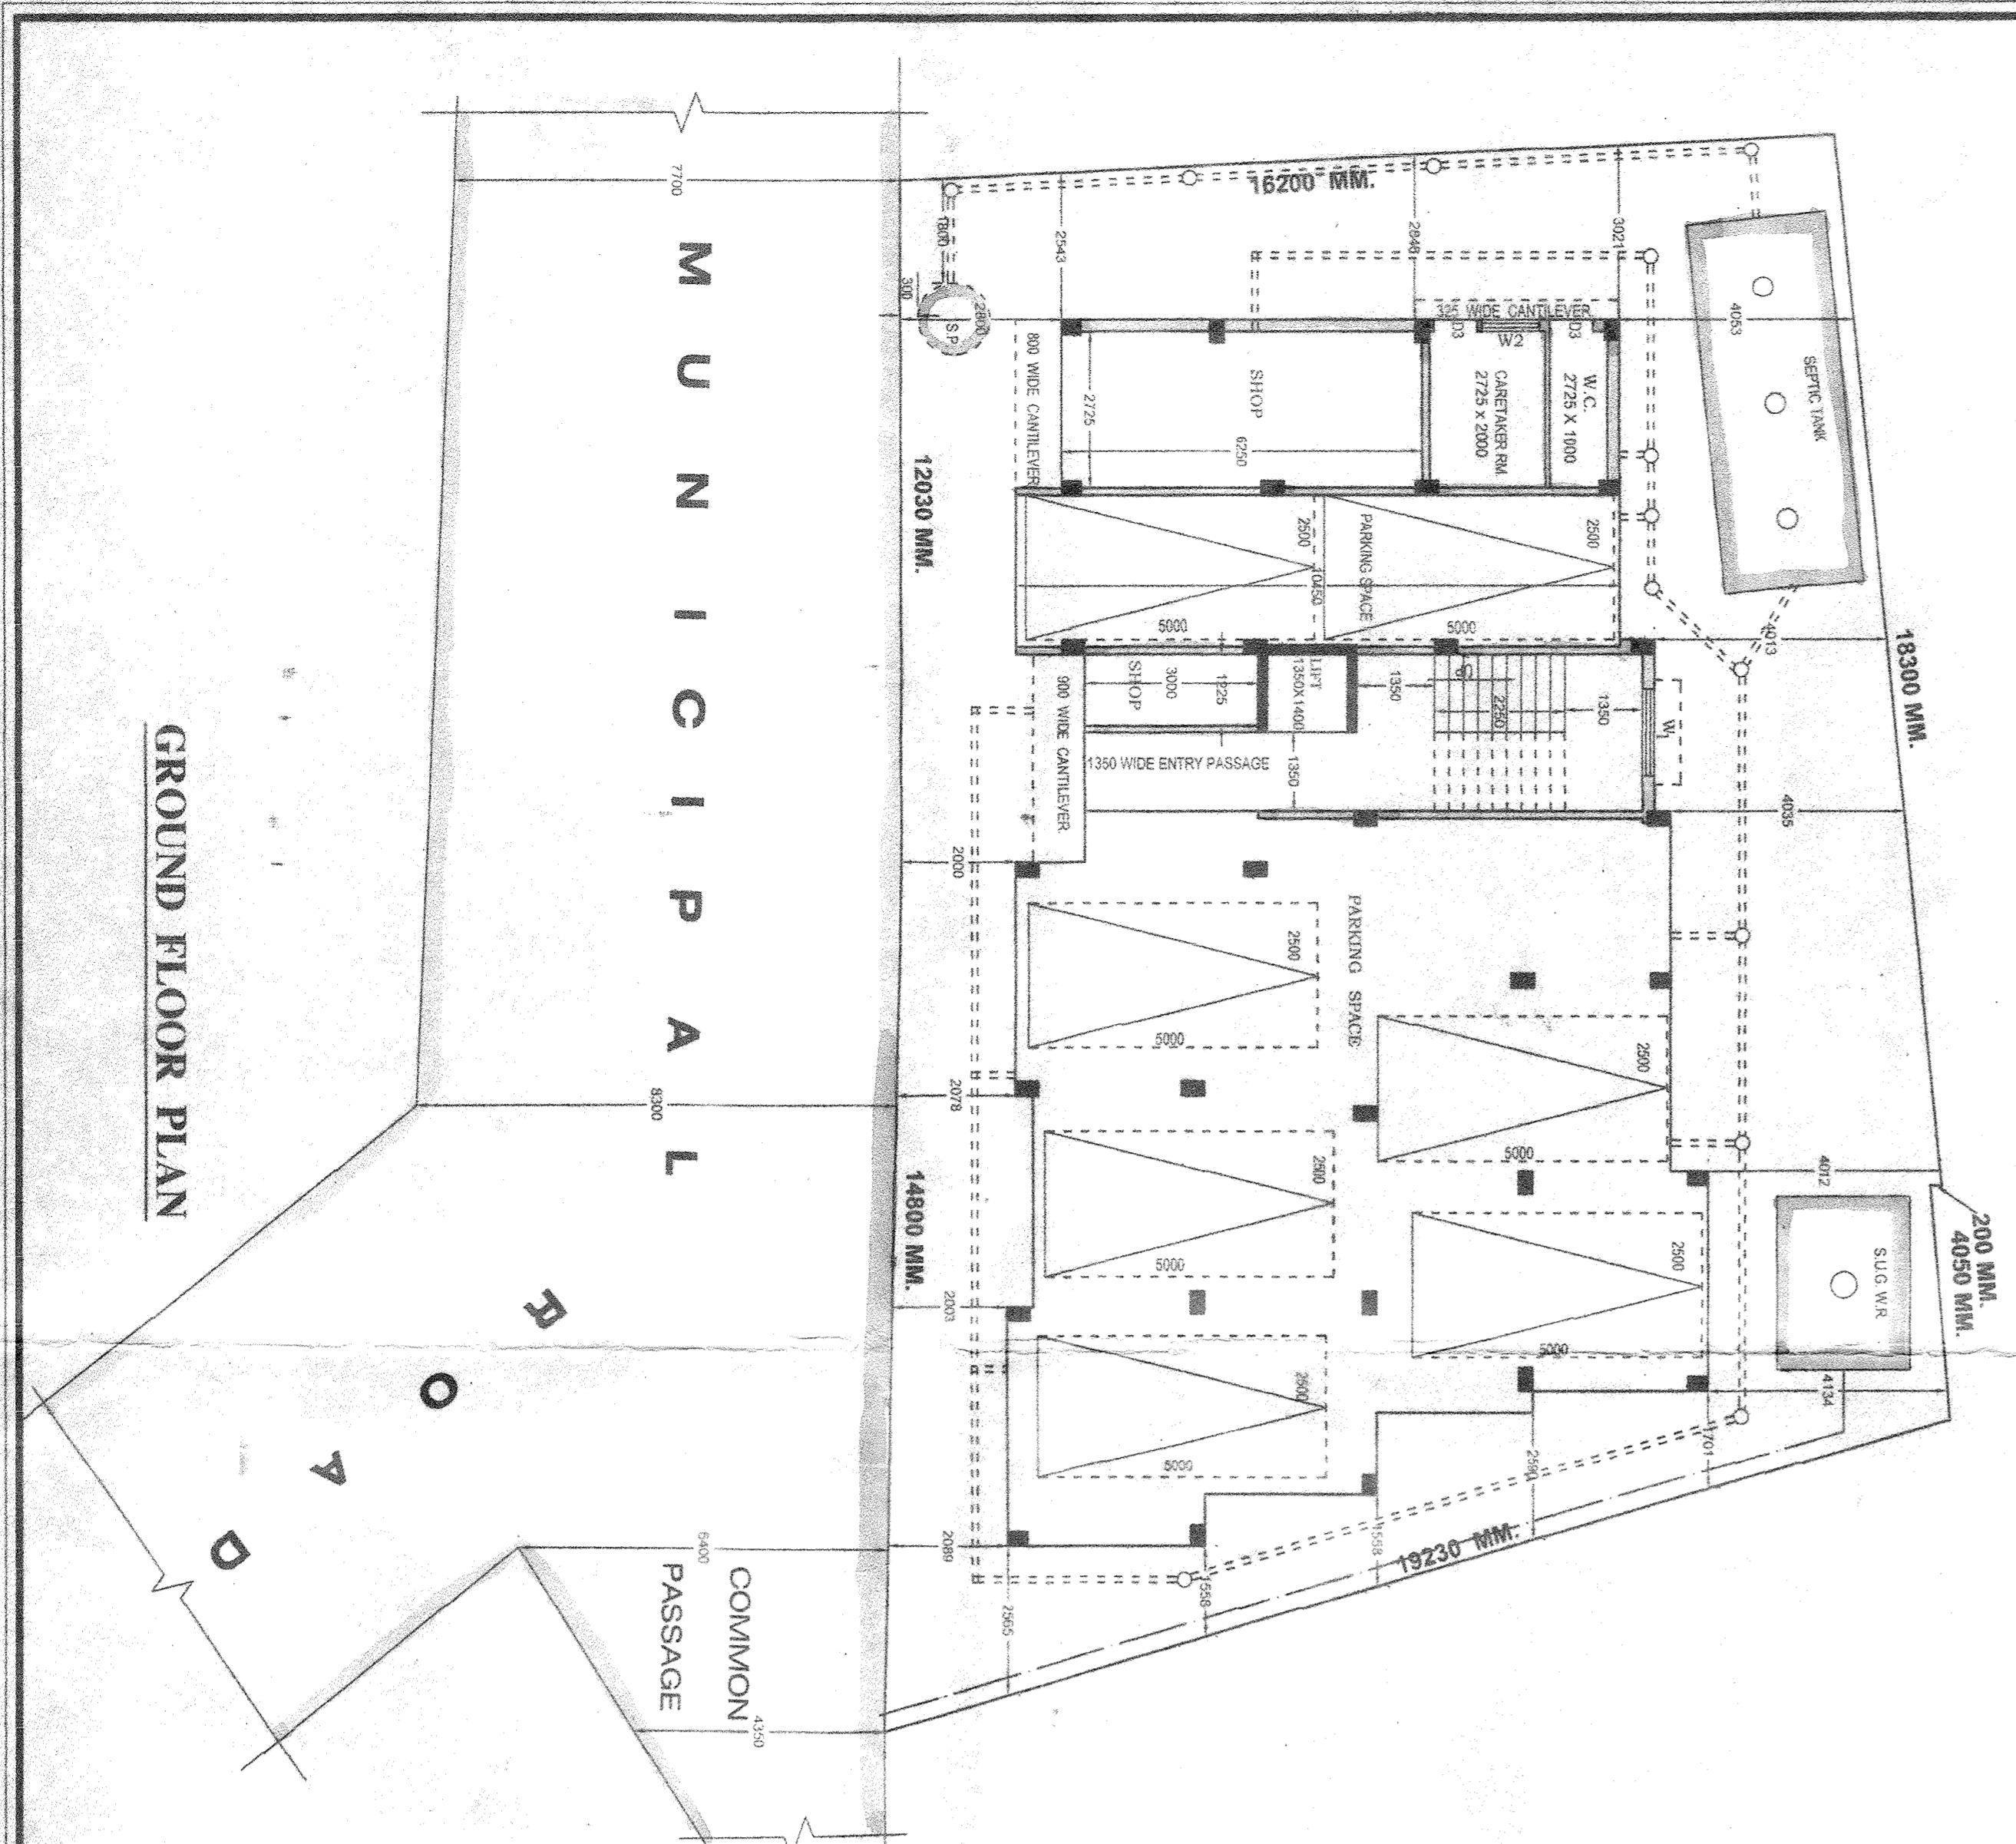 GROUND FLOOR PLAN
MUNICIPAL
ROAD
COMMON
PASSAGE
7700
8300
6400
4350
16200 MM.
12030 MM.
14800 MM.
18300 MM.
200 MM.
4050 MM.
19230 MM.
1800
300
2800
S.P
2543
2846
3021
4053
SEPTIC TANK
325 WIDE CANTILEVER
D3
W2
D3
800 WIDE CANTILEVER
2725
SHOP
6250
CARETAKER RM.
2725 x 2000
W.C.
2725 X 1000
2500
PARKING SPACE
2500
10450
5000
5000
4013
900 WIDE CANTILEVER
SHOP
3000
1225
LIFT
1350X1400
1350
2250
1350
W1
1350 WIDE ENTRY PASSAGE
1350
4035
2000
PARKING SPACE
2500
5000
2500
5000
2078
2500
5000
2500
5000
4012
S.U.G. W.R.
2003
2500
5000
4134
1701
2590
1558
1558
2089
2565